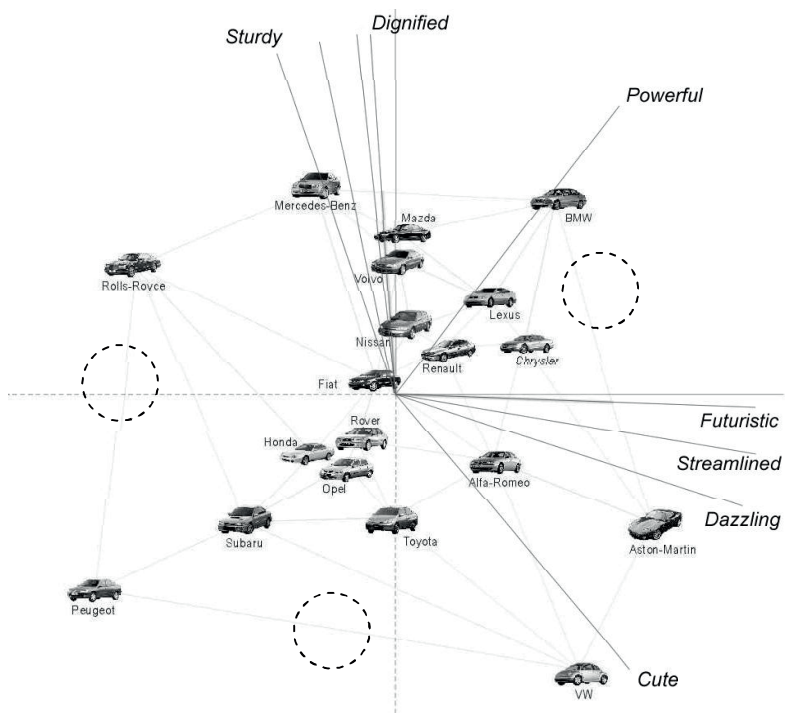 Dignified
Sturdy
Powerful
Mercedes-Benz
Mazda
BMW
Volvo
Rolls-Royce
Lexus
Nissan
Renault
Chrysler
Fiat
Futuristic
Rover
Honda
Streamlined
Alfa-Romeo
Opel
Dazzling
Subaru
Toyota
Aston-Martin
Peugeot
Cute
VW